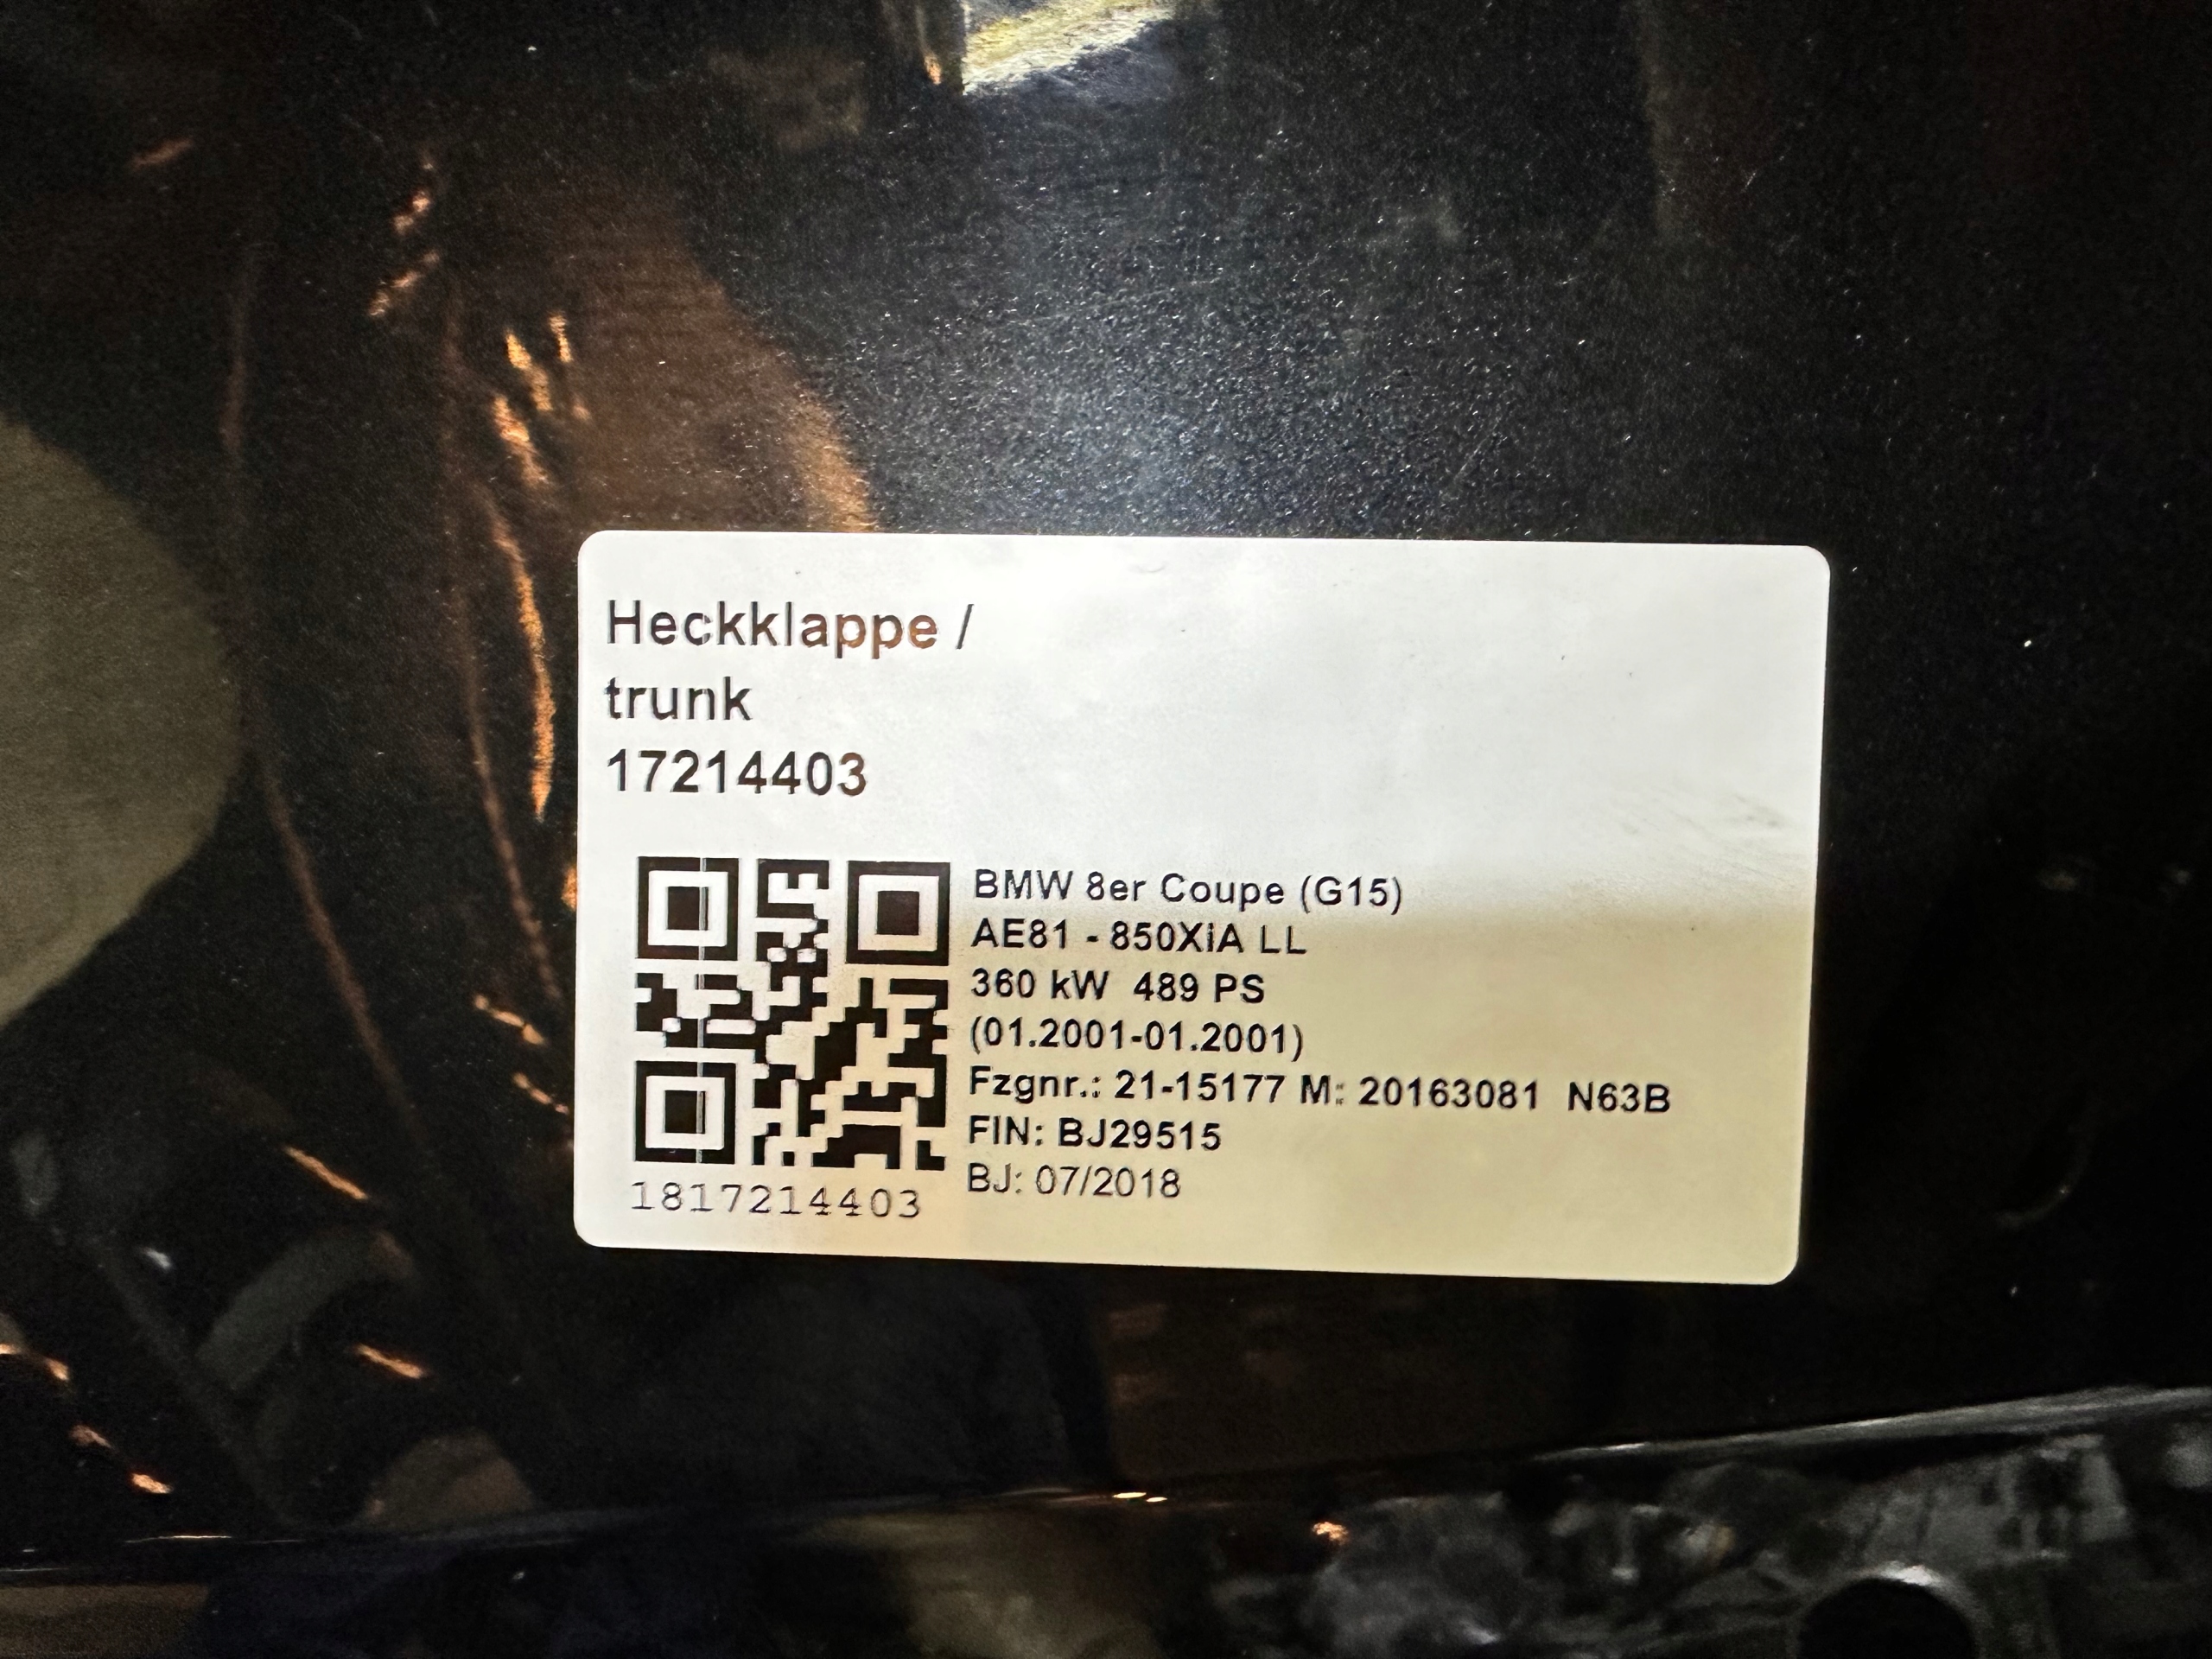 Heckklappe /
trunk
17214403
BMW 8er Coupe (G15)
AE81 - 850XiA LL
360 kW 489 PS
(01.2001-01.2001)
Fzgnr.: 21-15177 M: 20163081 N63B
FIN: BJ29515
BJ: 07/2018
1817214403